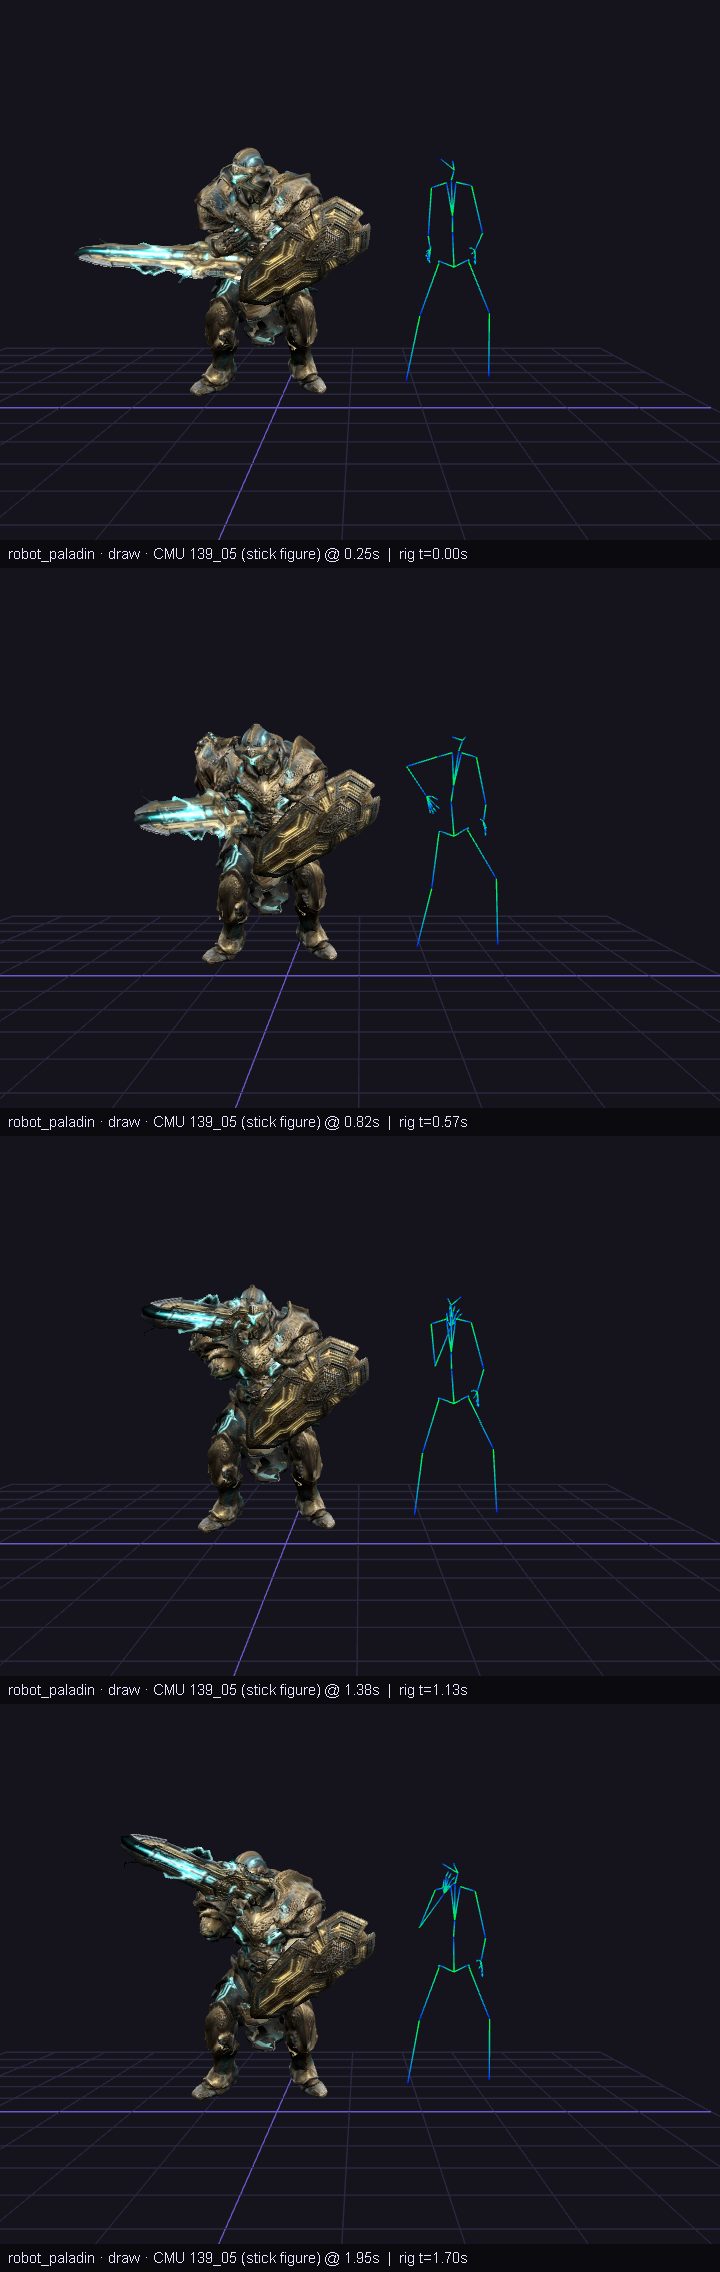 robot_paladin · draw · CMU 139_05 (stick figure) @ 0.25s | rig t=0.00s
robot_paladin · draw · CMU 139_05 (stick figure) @ 0.82s | rig t=0.57s
robot_paladin · draw · CMU 139_05 (stick figure) @ 1.38s | rig t=1.13s
robot_paladin · draw · CMU 139_05 (stick figure) @ 1.95s | rig t=1.70s